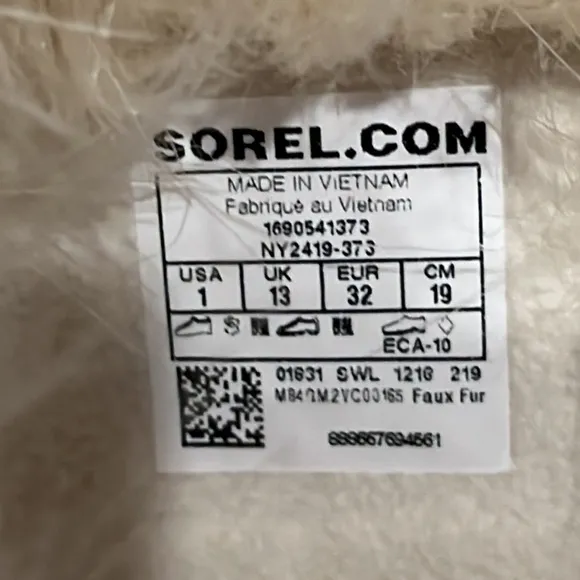 SOREL.COM
MADE IN VIETNAM
Fabriqué au Vietnam
1690541373
NY2419-373
USA UK EUR CM
1 13 32 19
ECA-10
01631 SWL 1216 219
Faux Fur